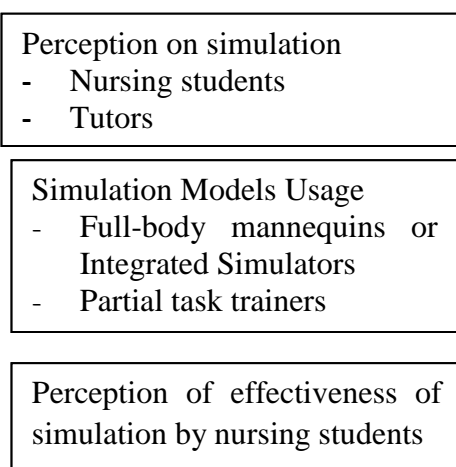 Perception on simulation
- Nursing students
- Tutors
Simulation Models Usage
- Full-body mannequins or
Integrated Simulators
- Partial task trainers
Perception of effectiveness of
simulation by nursing students